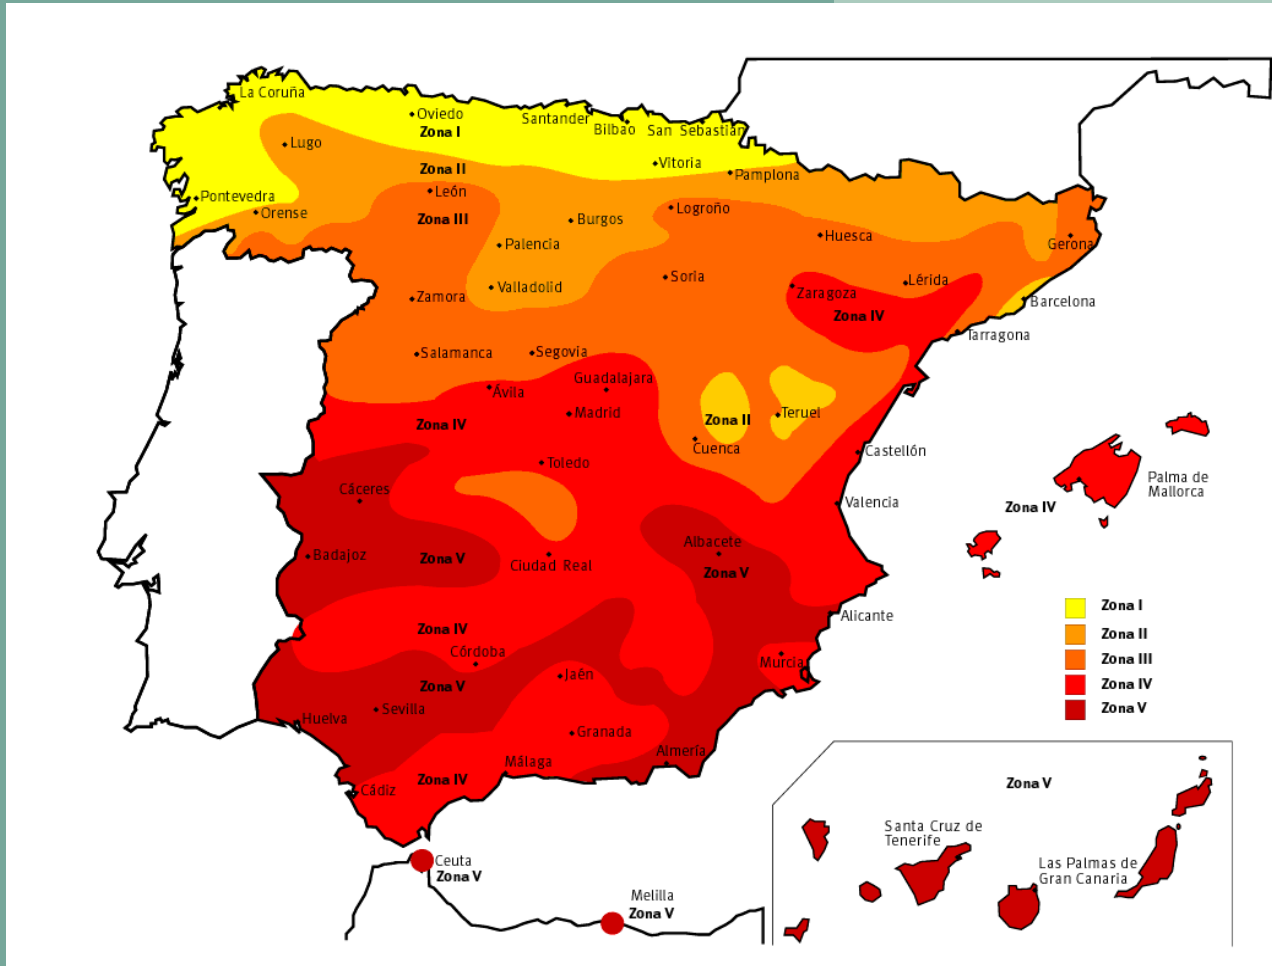 La Coruña
Oviedo
Santander
Bilbao
San Sebastián
Zona I
Lugo
Vitoria
Zona II
Pamplona
León
Pontevedra
Orense
Zona III
Burgos
Logroño
Huesca
Gerona
Palencia
Soria
Lérida
Valladolid
Zaragoza
Zamora
Barcelona
Zona IV
Tarragona
Salamanca
Segovia
Guadalajara
Ávila
Madrid
Zona II
Teruel
Zona IV
Cuenca
Castellón
Toledo
Palma de
Mallorca
Cáceres
Valencia
Zona IV
Albacete
Badajoz
Zona V
Ciudad Real
Zona V
Alicante
Zona IV
Córdoba
Murcia
Jaén
Zona V
Sevilla
Huelva
Granada
Almería
Málaga
Zona IV
Cádiz
Ceuta
Zona V
Melilla
Zona V
Zona I
Zona II
Zona III
Zona IV
Zona V
Zona V
Santa Cruz de
Tenerife
Las Palmas de
Gran Canaria